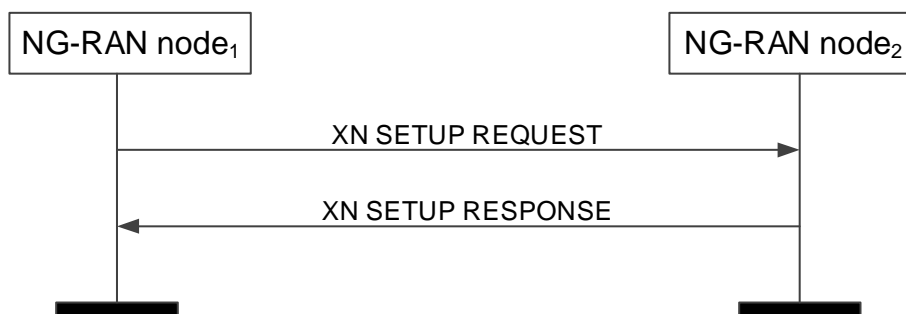 NG-RAN node₁
NG-RAN node₂
XN SETUP REQUEST
XN SETUP RESPONSE